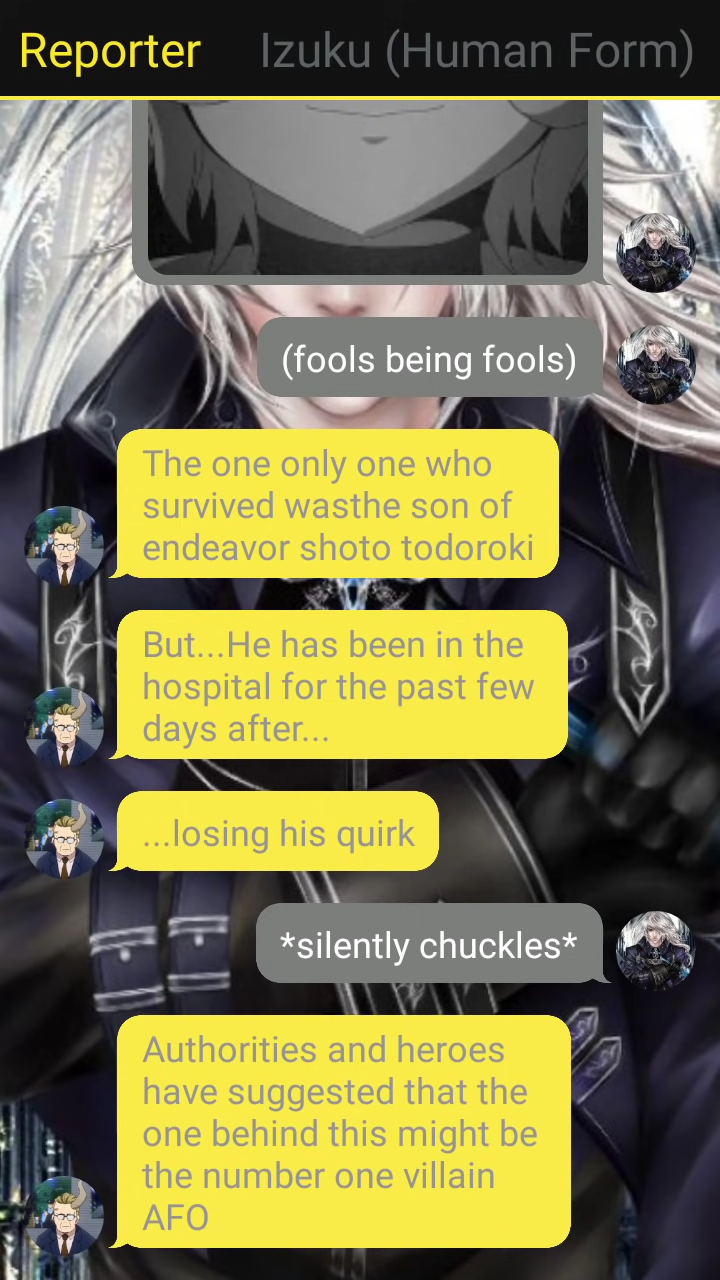 Reporter
Izuku (Human Form)
(fools being fools)
The one only one who
survived wasthe son of
endeavor shoto todoroki
But...He has been in the
hospital for the past few
days after...
...losing his quirk
*silently chuckles*
Authorities and heroes
have suggested that the
one behind this might be
the number one villain
AFO